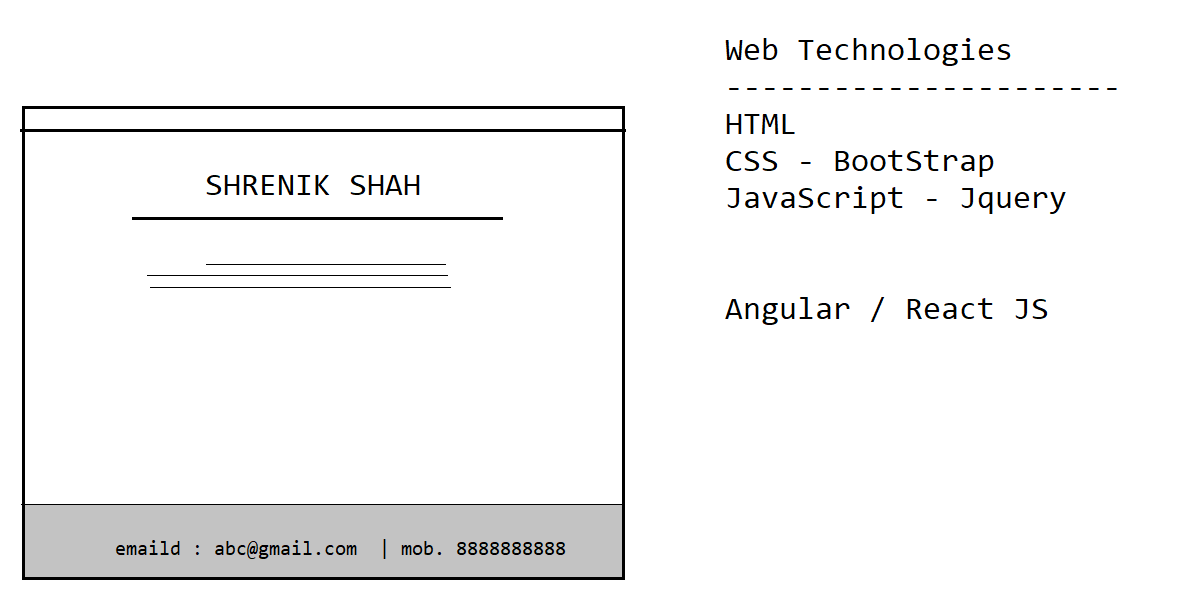 SHRENIK SHAH
emaild : abc@gmail.com | mob. 8888888888
Web Technologies
----------------------
HTML
CSS - BootStrap
JavaScript - Jquery
Angular / React JS